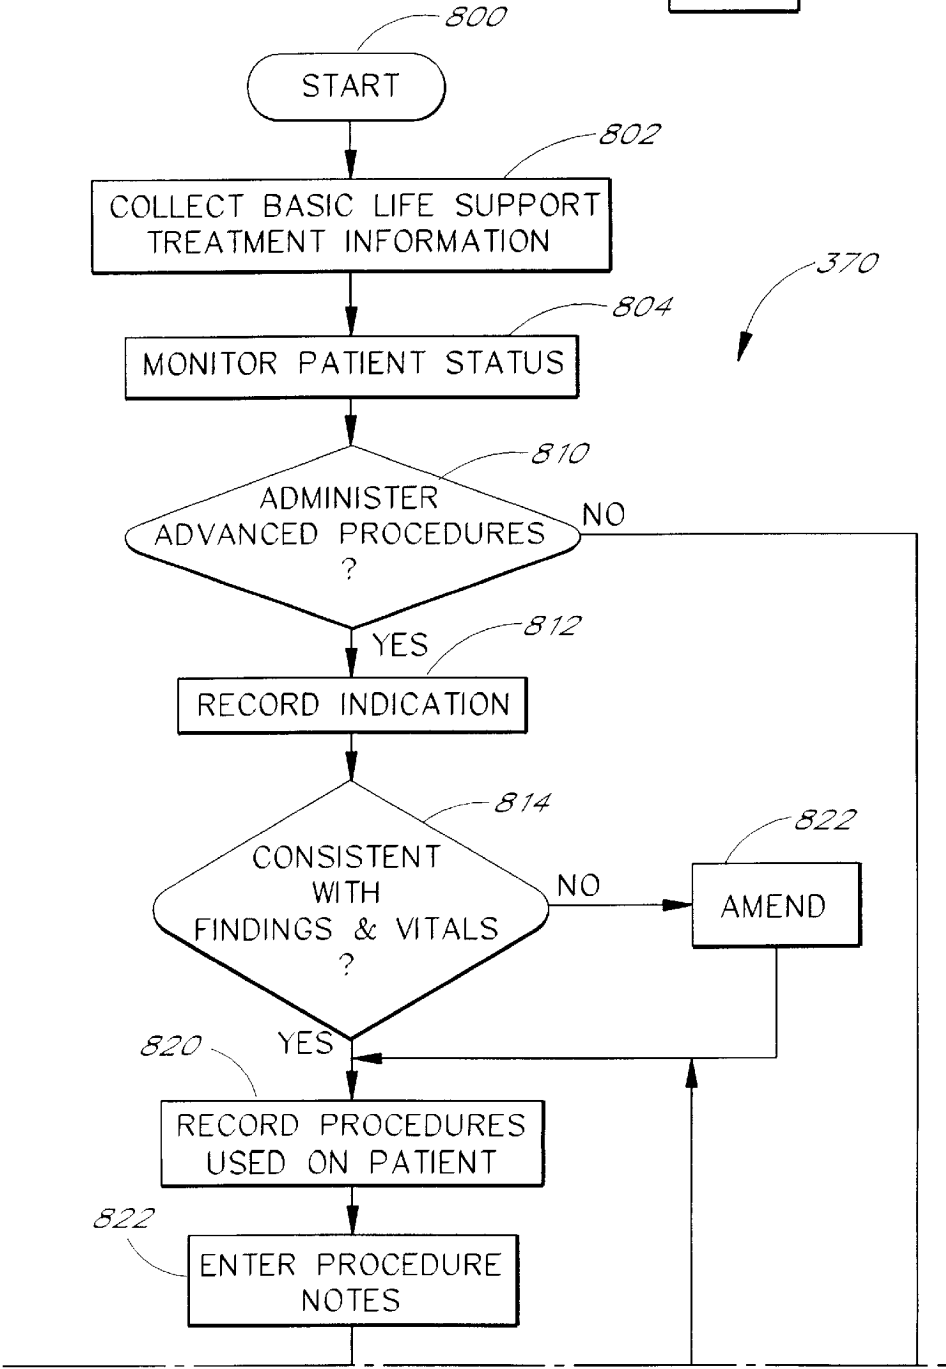 800
START
802
COLLECT BASIC LIFE SUPPORT
TREATMENT INFORMATION
370
804
MONITOR PATIENT STATUS
810
ADMINISTER
ADVANCED PROCEDURES
?
NO
YES
812
RECORD INDICATION
814
CONSISTENT
WITH
FINDINGS & VITALS
?
NO
822
AMEND
YES
820
RECORD PROCEDURES
USED ON PATIENT
822
ENTER PROCEDURE
NOTES